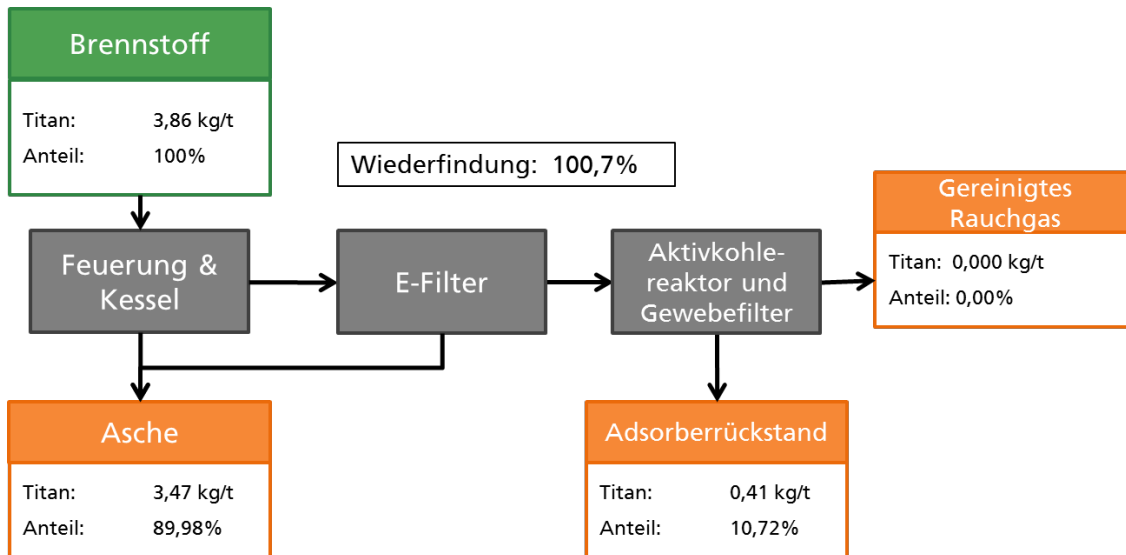 Brennstoff
Titan: 3,86 kg/t
Anteil: 100%
Wiederfindung: 100,7%
Feuerung &
Kessel
E-Filter
Aktivkohle-
reaktor und
Gewebefilter
Gereinigtes
Rauchgas
Titan: 0,000 kg/t
Anteil: 0,00%
Asche
Titan: 3,47 kg/t
Anteil: 89,98%
Adsorberrückstand
Titan: 0,41 kg/t
Anteil: 10,72%